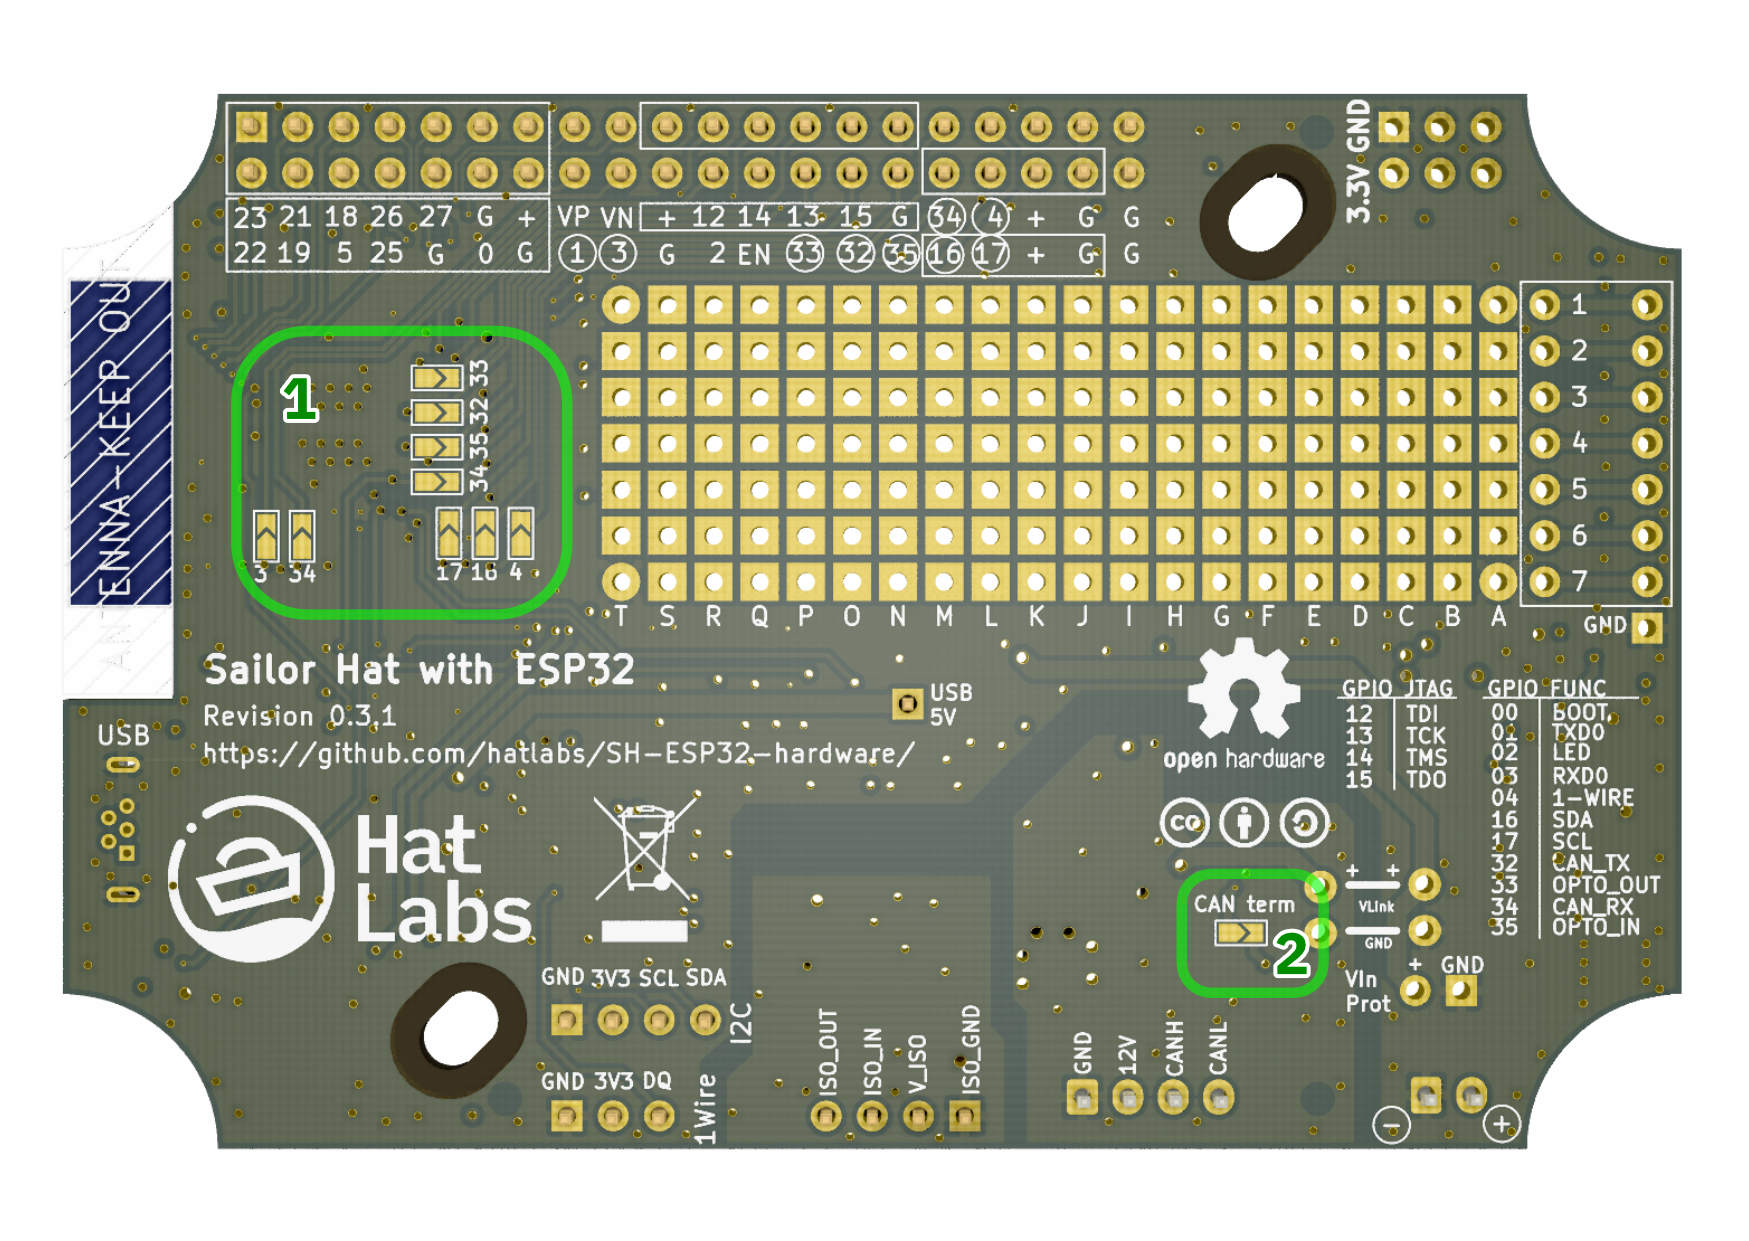 3.3V GND
23 21 18 26 27 G + VP VN + 12 14 13 15 G 34 4 + G G
22 19 5 25 G 0 G 1 3 G 2 EN 33 32 35 16 17 + G G
1
2
3
4
5
6
7
GND
T S R Q P O N M L K J I H G F E D C B A
ANTENNA-KEEP OUT
1
33
32
35
34
3 34 17 16 4
Sailor Hat with ESP32
Revision 0.3.1
https://github.com/hatlabs/SH-ESP32-hardware/
USB
5V
USB
Hat
Labs
open hardware
cc
GPIO JTAG
12 TDI
13 TCK
14 TMS
15 TDO
GPIO FUNC
00 BOOT
01 TXD0
02 LED
03 RXD0
04 1-WIRE
16 SDA
17 SCL
32 CAN_TX
33 OPTO_OUT
34 CAN_RX
35 OPTO_IN
CAN term
2
+ +
VLink
GND
VIn
Prot
+ GND
GND 3V3 SCL SDA
I2C
GND 3V3 DQ
1Wire
ISO_OUT
ISO_IN
V_ISO
ISO_GND
GND
12V
CANH
CANL
- +